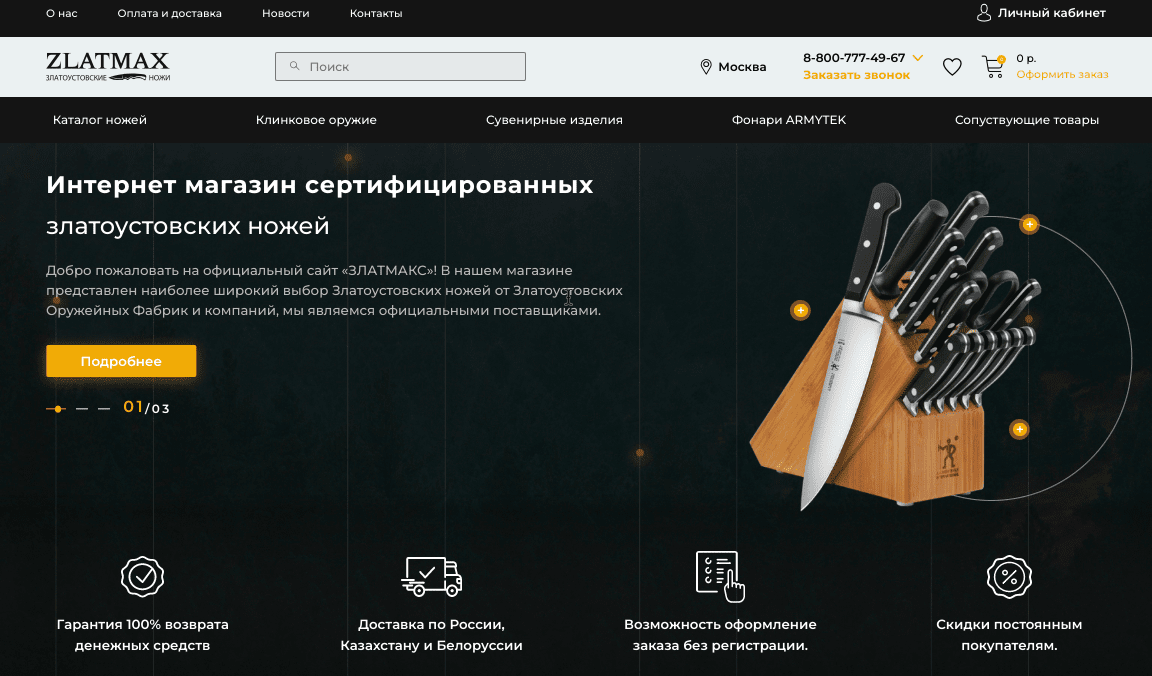 О нас
Оплата и доставка
Новости
Контакты
Личный кабинет
ZLATMAX
ЗЛАТОУСТОВСКИЕ НОЖИ
Поиск
Москва
8-800-777-49-67
Заказать звонок
0 р.
Оформить заказ
Каталог ножей
Клинковое оружие
Сувенирные изделия
Фонари ARMYTEK
Сопуствующие товары
Интернет магазин сертифицированных
златоустовских ножей
Добро пожаловать на официальный сайт «ЗЛАТМАКС»! В нашем магазине
представлен наиболее широкий выбор Златоустовских ножей от Златоустовских
Оружейных Фабрик и компаний, мы являемся официальными поставщиками.
Подробнее
01/03
Гарантия 100% возврата
денежных средств
Доставка по России,
Казахстану и Белоруссии
Возможность оформление
заказа без регистрации.
Скидки постоянным
покупателям.